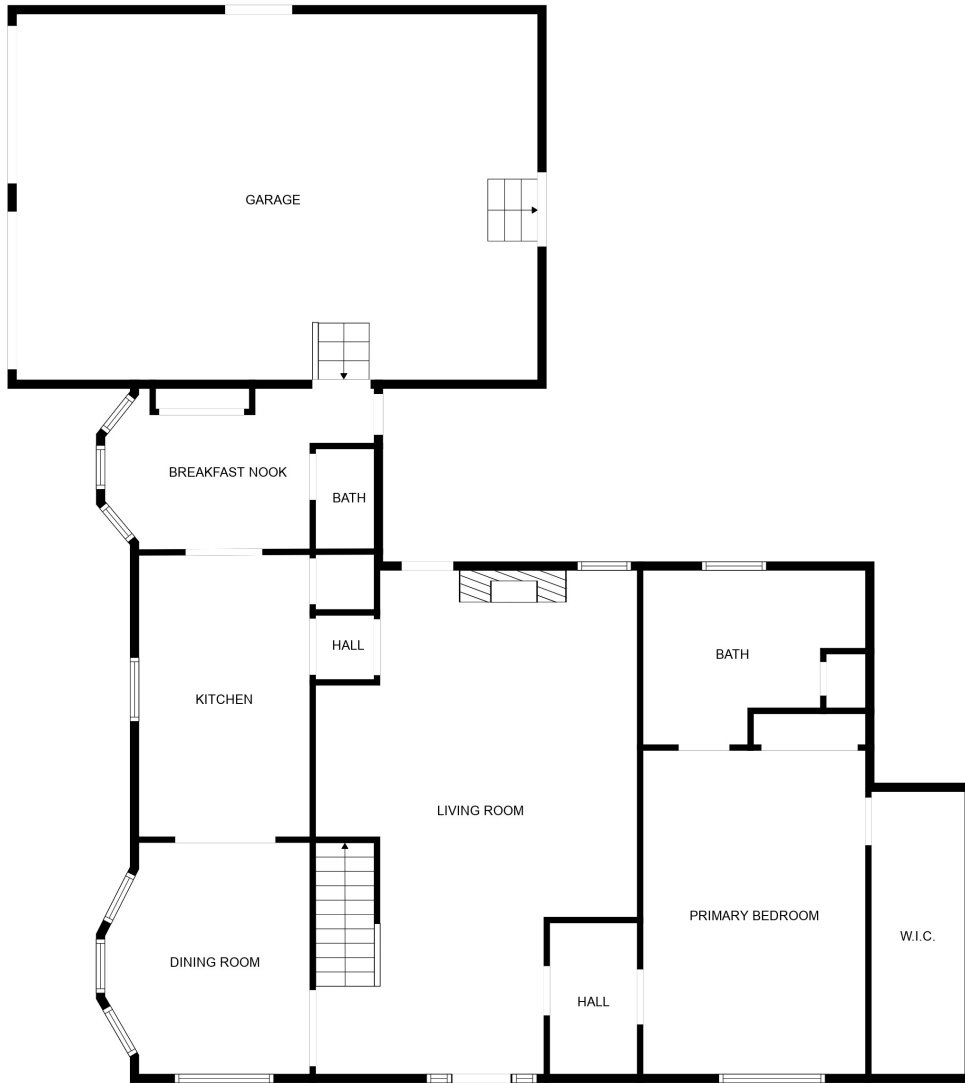 GARAGE
BREAKFAST NOOK
BATH
HALL
KITCHEN
BATH
LIVING ROOM
PRIMARY BEDROOM
W.I.C.
DINING ROOM
HALL